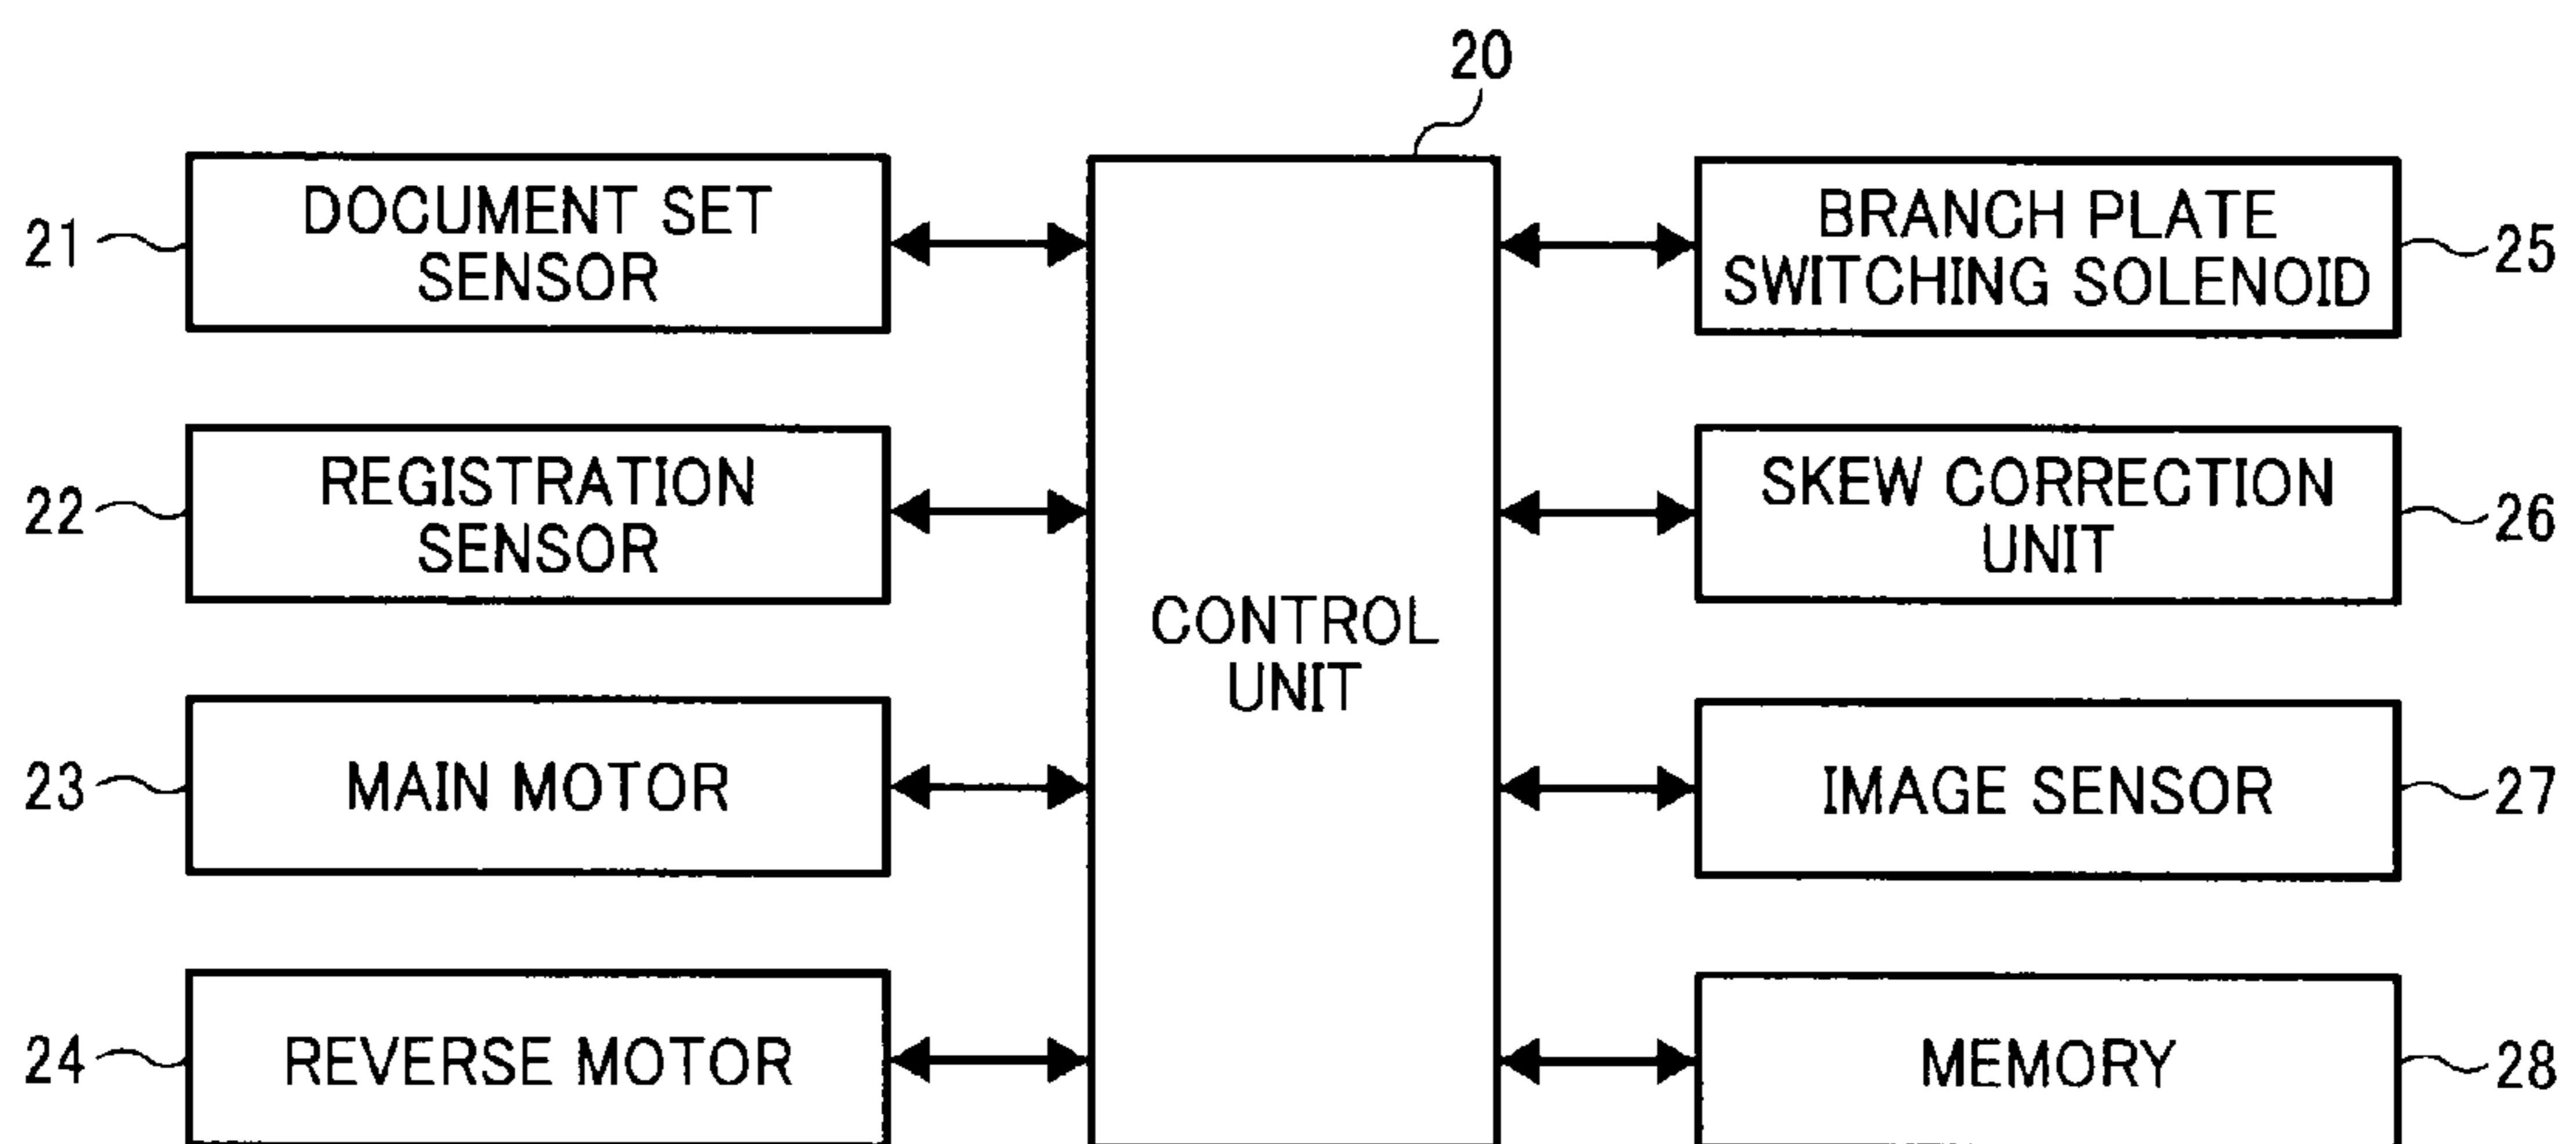 20
21
DOCUMENT SET
SENSOR
22
REGISTRATION
SENSOR
23
MAIN MOTOR
24
REVERSE MOTOR
CONTROL
UNIT
BRANCH PLATE
SWITCHING SOLENOID
25
SKEW CORRECTION
UNIT
26
IMAGE SENSOR
27
MEMORY
28